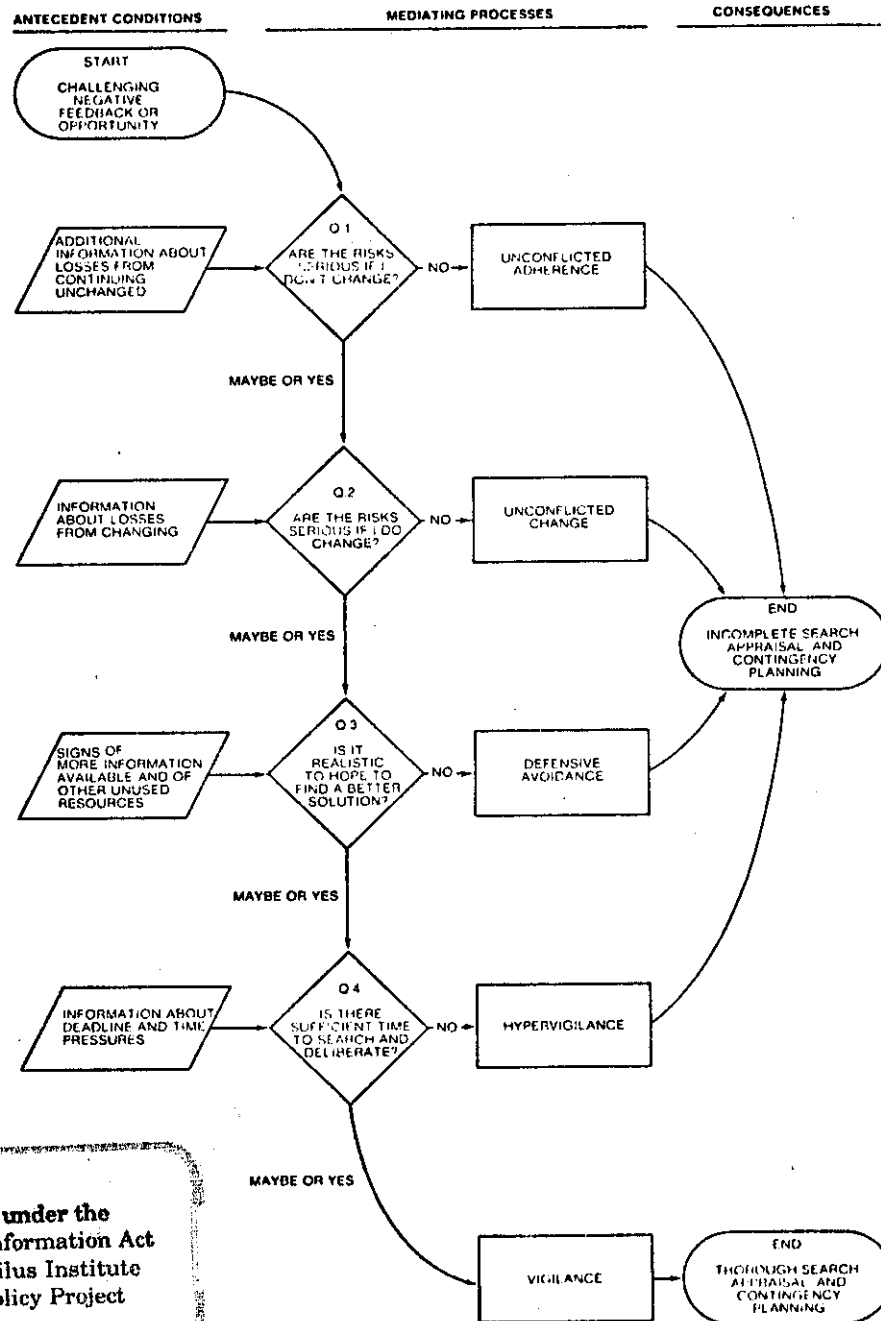 ANTECEDENT CONDITIONS
MEDIATING PROCESSES
CONSEQUENCES
START
CHALLENGING
NEGATIVE
FEEDBACK OR
OPPORTUNITY
Q 1
ARE THE RISKS
SERIOUS IF I
DON'T CHANGE?
ADDITIONAL
INFORMATION ABOUT
LOSSES FROM
CONTINUING
UNCHANGED
NO
UNCONFLICTED
ADHERENCE
MAYBE OR YES
Q.2
ARE THE RISKS
SERIOUS IF I DO
CHANGE?
INFORMATION
ABOUT LOSSES
FROM CHANGING
NO
UNCONFLICTED
CHANGE
MAYBE OR YES
END
INCOMPLETE SEARCH
APPRAISAL AND
CONTINGENCY
PLANNING
Q 3
IS IT
REALISTIC
TO HOPE TO
FIND A BETTER
SOLUTION?
SIGNS OF
MORE INFORMATION
AVAILABLE AND OF
OTHER UNUSED
RESOURCES
NO
DEFENSIVE
AVOIDANCE
MAYBE OR YES
Q 4
IS THERE
SUFFICIENT TIME
TO SEARCH AND
DELIBERATE?
INFORMATION ABOUT
DEADLINE AND TIME
PRESSURES
NO
HYPERVIGILANCE
MAYBE OR YES
VIGILANCE
END
THOROUGH SEARCH
APPRAISAL AND
CONTINGENCY
PLANNING
under the
nformation Act
ilus Institute
olicy Project